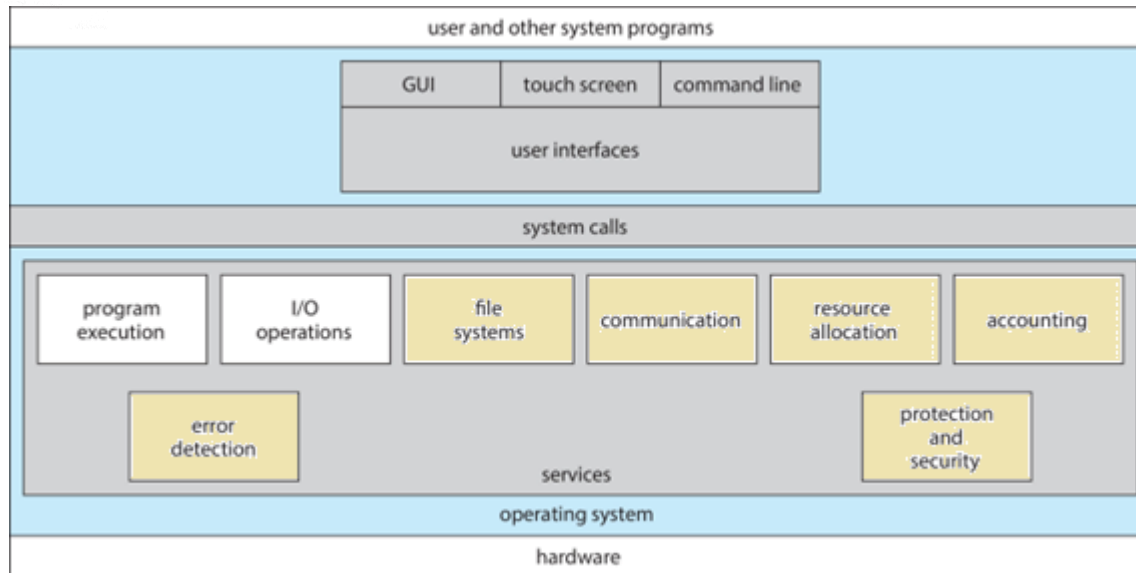 user and other system programs
GUI touch screen command line
user interfaces
system calls
program
execution
I/O
operations
file
systems
communication
resource
allocation
accounting
error
detection
protection
and
security
services
operating system
hardware